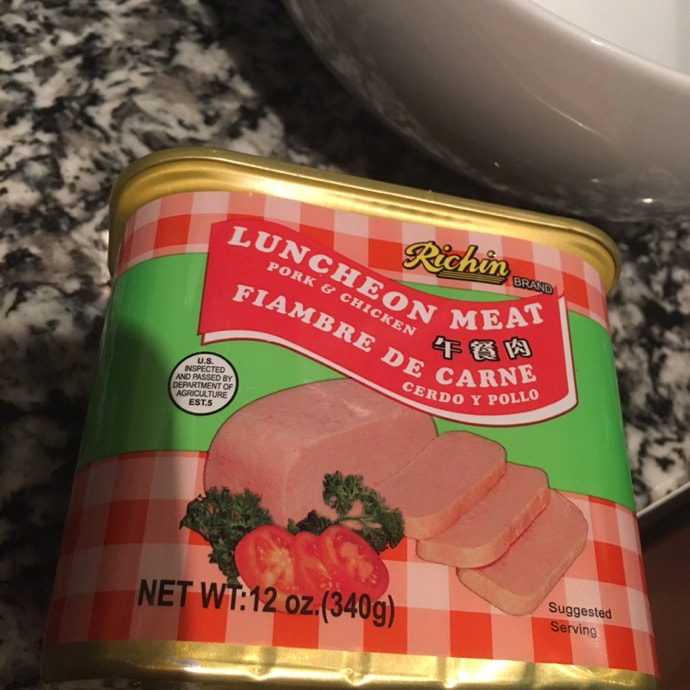 Richin
BRAND
LUNCHEON MEAT
PORK & CHICKEN
午餐肉
FIAMBRE DE CARNE
CERDO Y POLLO
U.S.
INSPECTED
AND PASSED BY
DEPARTMENT OF
AGRICULTURE
EST.5
NET WT:12 oz.(340g)
Suggested
Serving